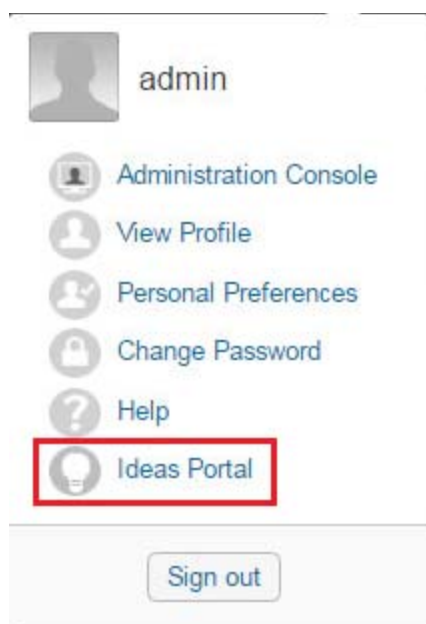 admin
Administration Console
View Profile
Personal Preferences
Change Password
Help
Ideas Portal
Sign out